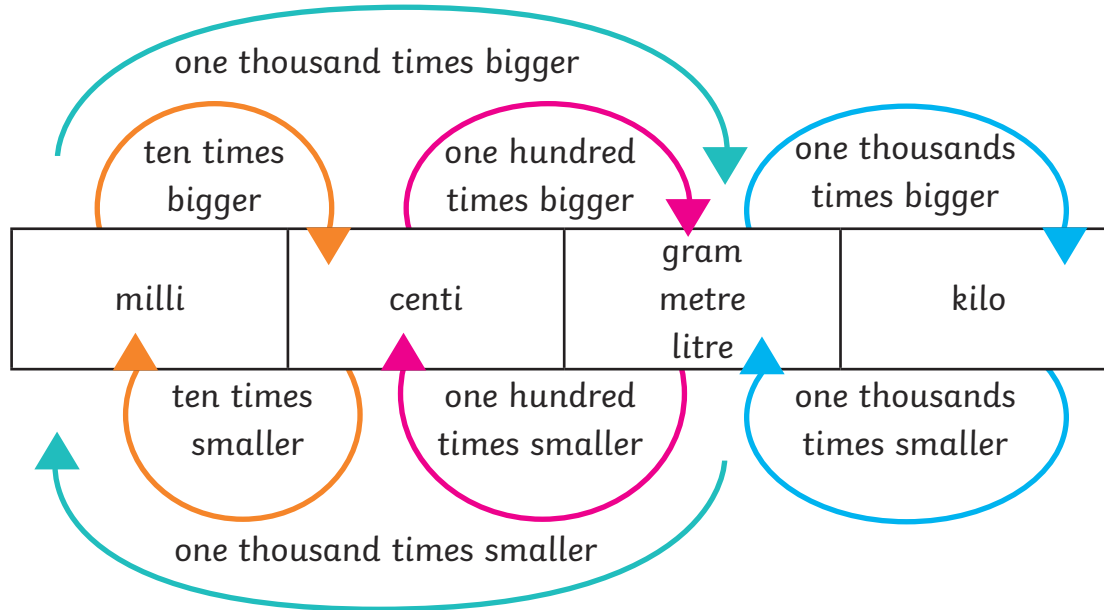 one thousand times bigger
ten times
bigger
one hundred
times bigger
one thousands
times bigger
milli
centi
gram
metre
litre
kilo
ten times
smaller
one hundred
times smaller
one thousands
times smaller
one thousand times smaller